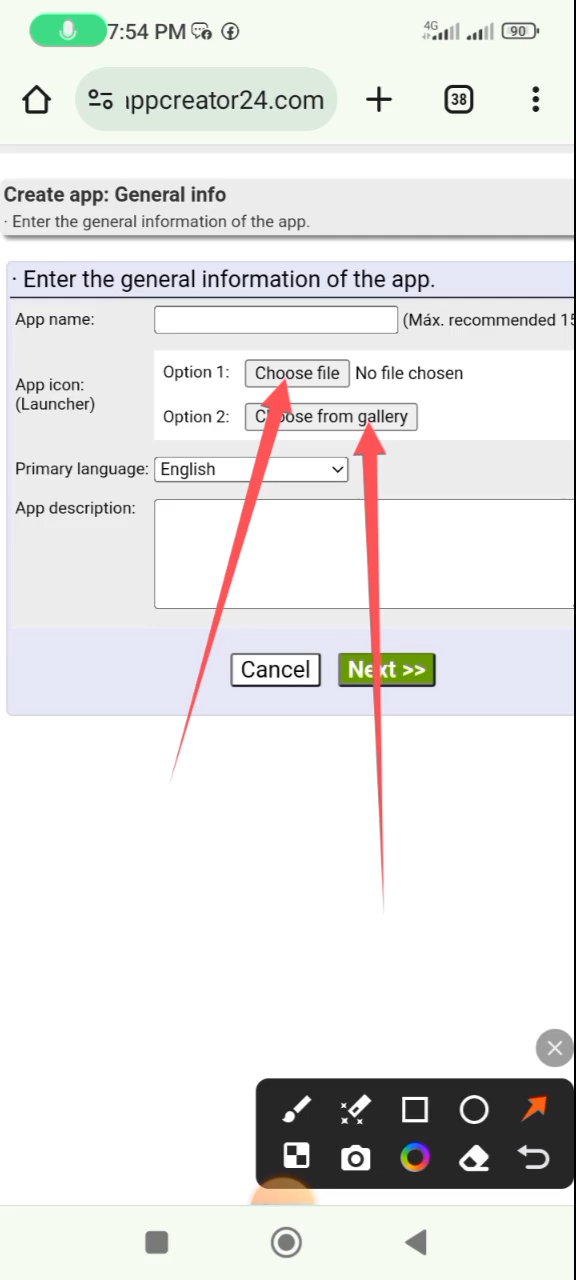 7:54 PM
4G
90
appcreator24.com
38
Create app: General info
· Enter the general information of the app.
· Enter the general information of the app.
App name:
(Máx. recommended 15
App icon:
(Launcher)
Option 1:
Choose file
No file chosen
Option 2:
Choose from gallery
Primary language:
English
App description:
Cancel
Next >>